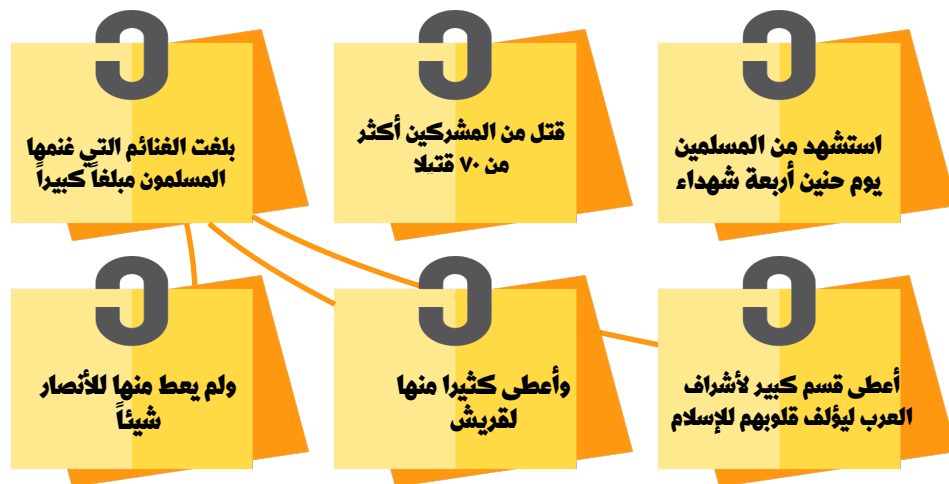 استشهد من المسلمين
يوم حنين أربعة شهداء
قتل من المشركين أكثر
من ٧٠ قتيلا
بلغت الغنائم التي غنمها
المسلمون مبلغاً كبيراً
أعطى قسم كبير لأشراف
العرب ليؤلف قلوبهم للإسلام
وأعطى كثيرا منها
لقريش
ولم يعط منها للأنصار
شيئاً